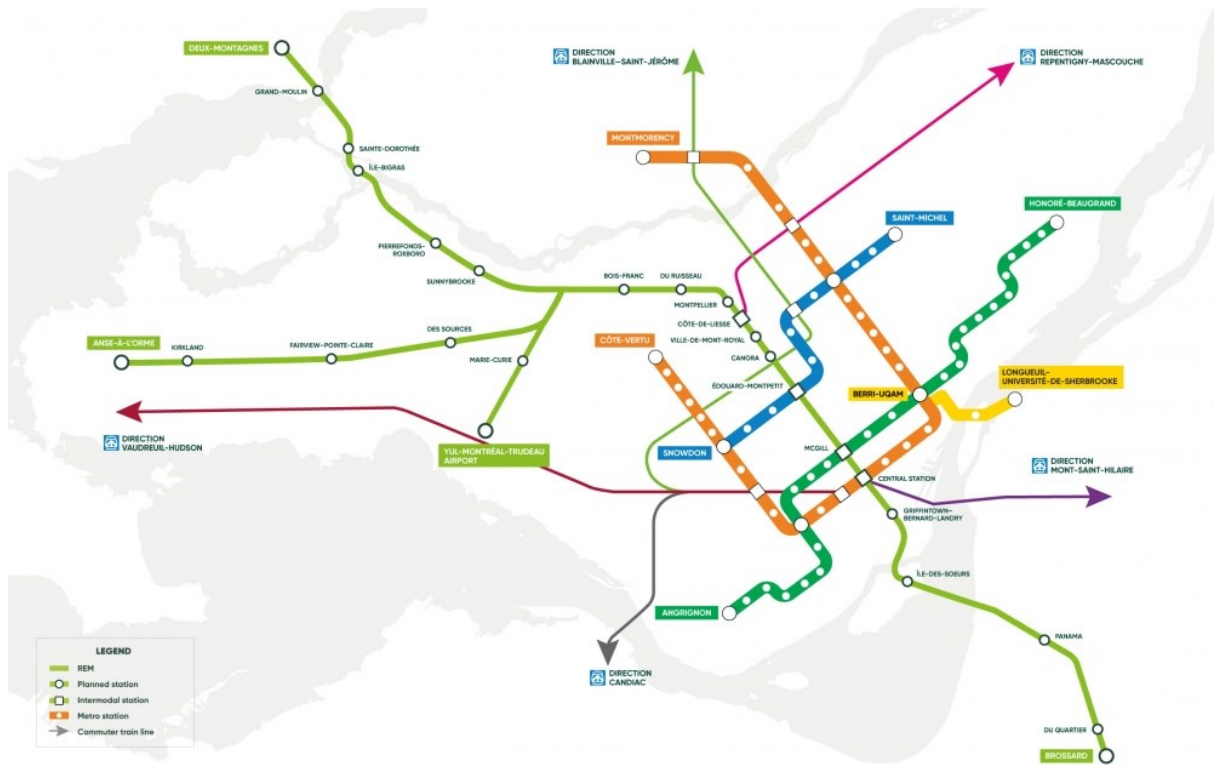 DEUX-MONTAGNES
DIRECTION
BLAINVILLE–SAINT-JÉRÔME
DIRECTION
REPENTIGNY-MASCOUCHE
GRAND-MOULIN
MONTMORENCY
SAINTE-DOROTHÉE
ÎLE-BIGRAS
HONORÉ-BEAUGRAND
SAINT-MICHEL
PIERREFONDS-
ROXBORO
SUNNYBROOKE
BOIS-FRANC
DU RUISSEAU
MONTPELLIER
CÔTE-DE-LIESSE
VILLE-DE-MONT-ROYAL
CANORA
DES SOURCES
ANSE-À-L'ORME
KIRKLAND
FAIRVIEW-POINTE-CLAIRE
MARIE-CURIE
CÔTE-VERTU
ÉDOUARD-MONTPETIT
LONGUEUIL-
UNIVERSITÉ-DE-SHERBROOKE
BERRI-UQAM
DIRECTION
VAUDREUIL-HUDSON
YUL-MONTRÉAL-TRUDEAU
AIRPORT
SNOWDON
MCGILL
CENTRAL STATION
DIRECTION
MONT-SAINT-HILAIRE
GRIFFINTOWN–
BERNARD-LANDRY
ÎLE-DES-SOEURS
ANGRIGNON
PANAMA
DIRECTION
CANDIAC
DU QUARTIER
BROSSARD
LEGEND
REM
Planned station
Intermodal station
Metro station
Commuter train line